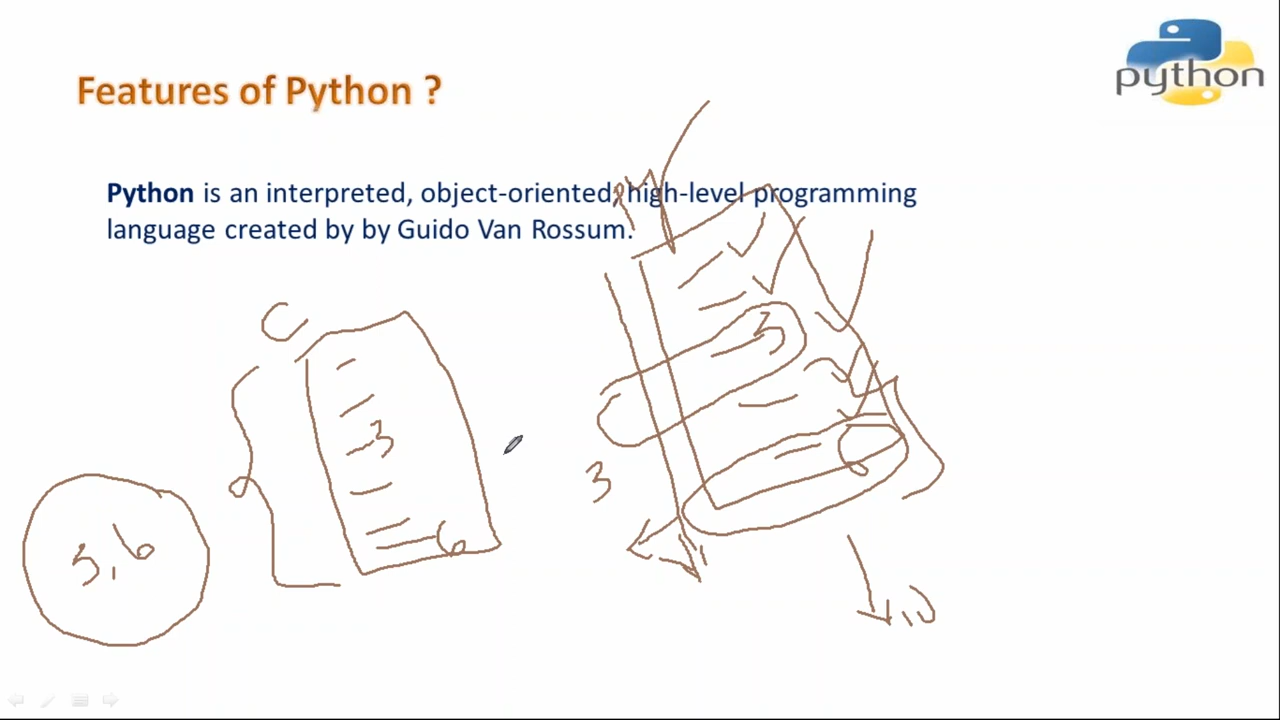 python
Features of Python ?
Python is an interpreted, object-oriented, high-level programming
language created by by Guido Van Rossum.
C
3
6
3
3, 6